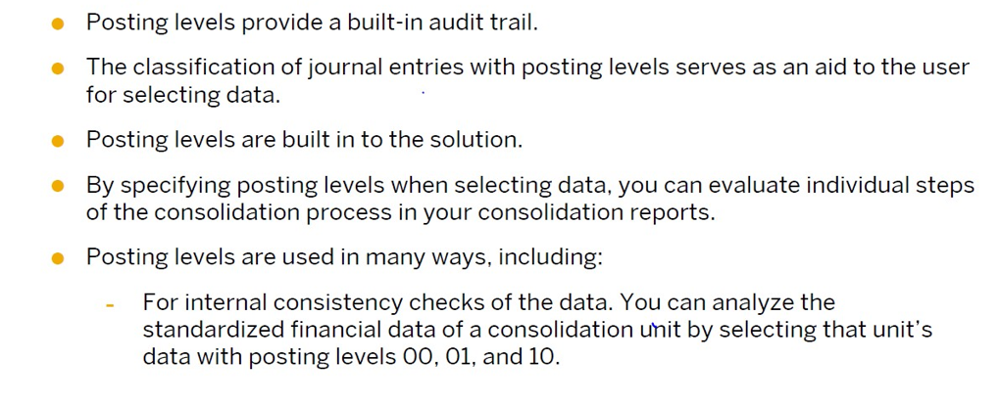 Posting levels provide a built-in audit trail.
The classification of journal entries with posting levels serves as an aid to the user
for selecting data.
Posting levels are built in to the solution.
By specifying posting levels when selecting data, you can evaluate individual steps
of the consolidation process in your consolidation reports.
Posting levels are used in many ways, including:
- For internal consistency checks of the data. You can analyze the
standardized financial data of a consolidation unit by selecting that unit's
data with posting levels 00, 01, and 10.